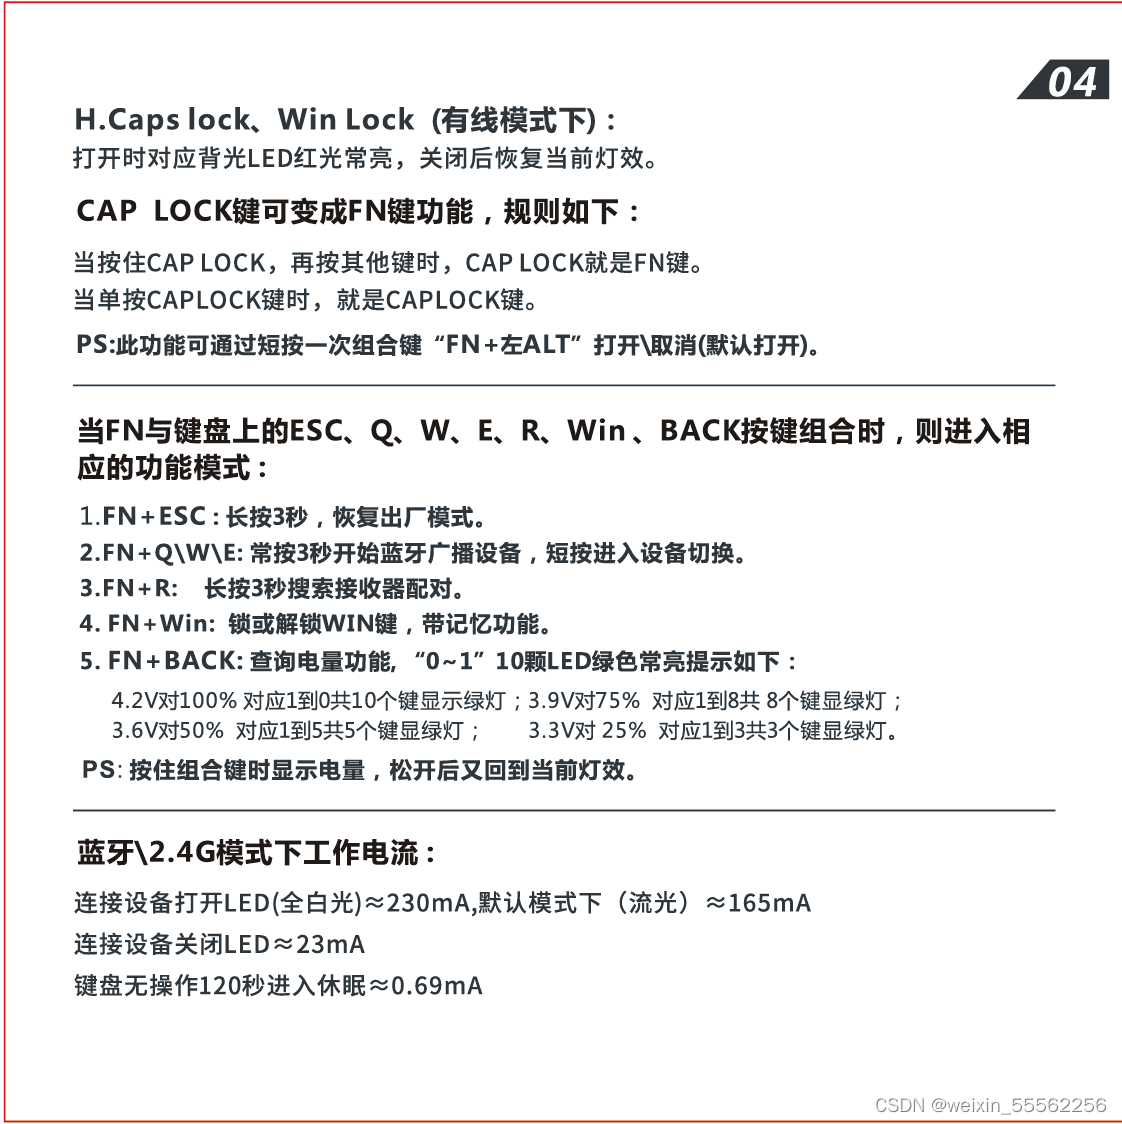 04
H.Caps lock、Win Lock (有线模式下)：
打开时对应背光LED红光常亮，关闭后恢复当前灯效。
CAP LOCK键可变成FN键功能，规则如下：
当按住CAP LOCK，再按其他键时，CAP LOCK就是FN键。
当单按CAPLOCK键时，就是CAPLOCK键。
PS:此功能可通过短按一次组合键“FN+左ALT”打开\取消(默认打开)。
当FN与键盘上的ESC、Q、W、E、R、Win、BACK按键组合时，则进入相
应的功能模式：
1.FN+ESC：长按3秒，恢复出厂模式。
2.FN+Q\W\E: 常按3秒开始蓝牙广播设备，短按进入设备切换。
3.FN+R: 长按3秒搜索接收器配对。
4. FN+Win: 锁或解锁WIN键，带记忆功能。
5. FN+BACK: 查询电量功能,“0~1”10颗LED绿色常亮提示如下：
4.2V对100% 对应1到0共10个键显示绿灯；3.9V对75% 对应1到8共 8个键显绿灯；
3.6V对50% 对应1到5共5个键显绿灯； 3.3V对 25% 对应1到3共3个键显绿灯。
PS: 按住组合键时显示电量，松开后又回到当前灯效。
蓝牙\2.4G模式下工作电流：
连接设备打开LED(全白光)≈230mA,默认模式下（流光）≈165mA
连接设备关闭LED≈23mA
键盘无操作120秒进入休眠≈0.69mA
CSDN @weixin_55562256